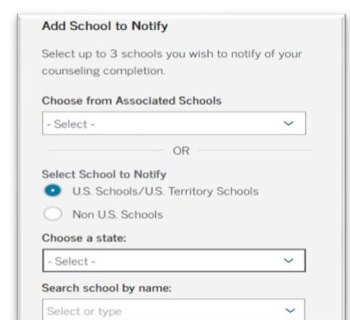 Add School to Notify
Select up to 3 schools you wish to notify of your
counseling completion.
Choose from Associated Schools
- Select -
OR
Select School to Notify
U.S. Schools/U.S. Territory Schools
Non U.S. Schools
Choose a state:
- Select -
Search school by name:
Select or type